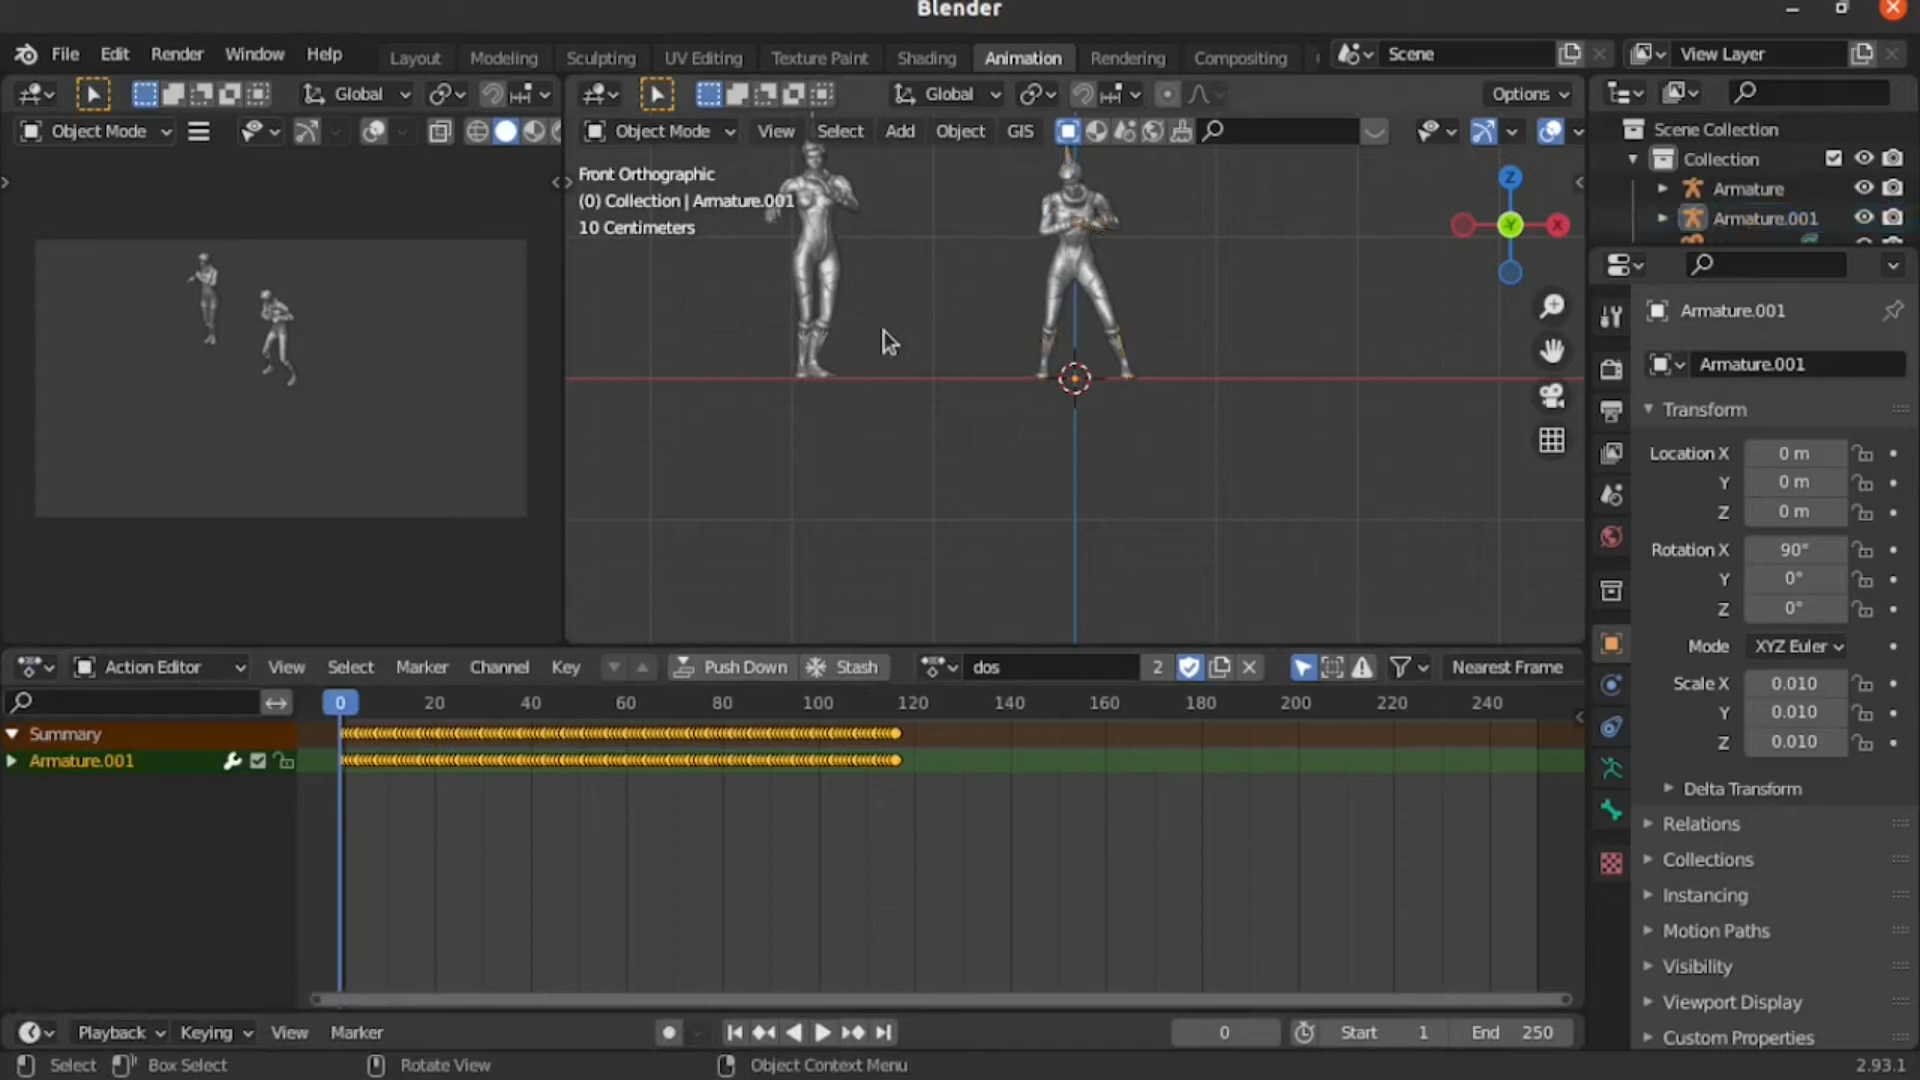 Blender
File Edit Render Window Help Layout Modeling Sculpting UV Editing Texture Paint Shading Animation Rendering Compositing Scene View Layer
Global Global Options
Object Mode Object Mode View Select Add Object GIS
Scene Collection
Collection
Armature
Armature.001
Front Orthographic
(0) Collection | Armature.001
10 Centimeters
Z
Y
X
Armature.001
Armature.001
Transform
Location X 0 m
Y 0 m
Z 0 m
Rotation X 90°
Y 0°
Z 0°
Mode XYZ Euler
Scale X 0.010
Y 0.010
Z 0.010
Delta Transform
Relations
Collections
Instancing
Motion Paths
Visibility
Viewport Display
Custom Properties
Action Editor View Select Marker Channel Key Push Down Stash dos 2 Nearest Frame
0 20 40 60 80 100 120 140 160 180 200 220 240
Summary
Armature.001
Playback Keying View Marker 0 Start 1 End 250
Select Box Select Rotate View Object Context Menu 2.93.1